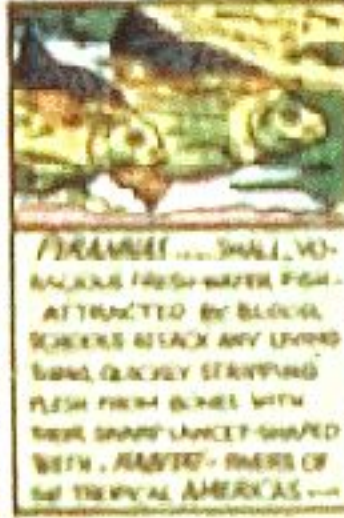 PIRANHAS .... SMALL, VO-
RACIOUS FRESH-WATER FISH -
ATTRACTED BY BLOOD,
SCHOOLS ATTACK ANY LIVING
THING, QUICKLY STRIPPING
FLESH FROM BONES WITH
THEIR SHARP LANCET-SHAPED
TEETH. HABITAT - RIVERS OF
THE TROPICAL AMERICAS --